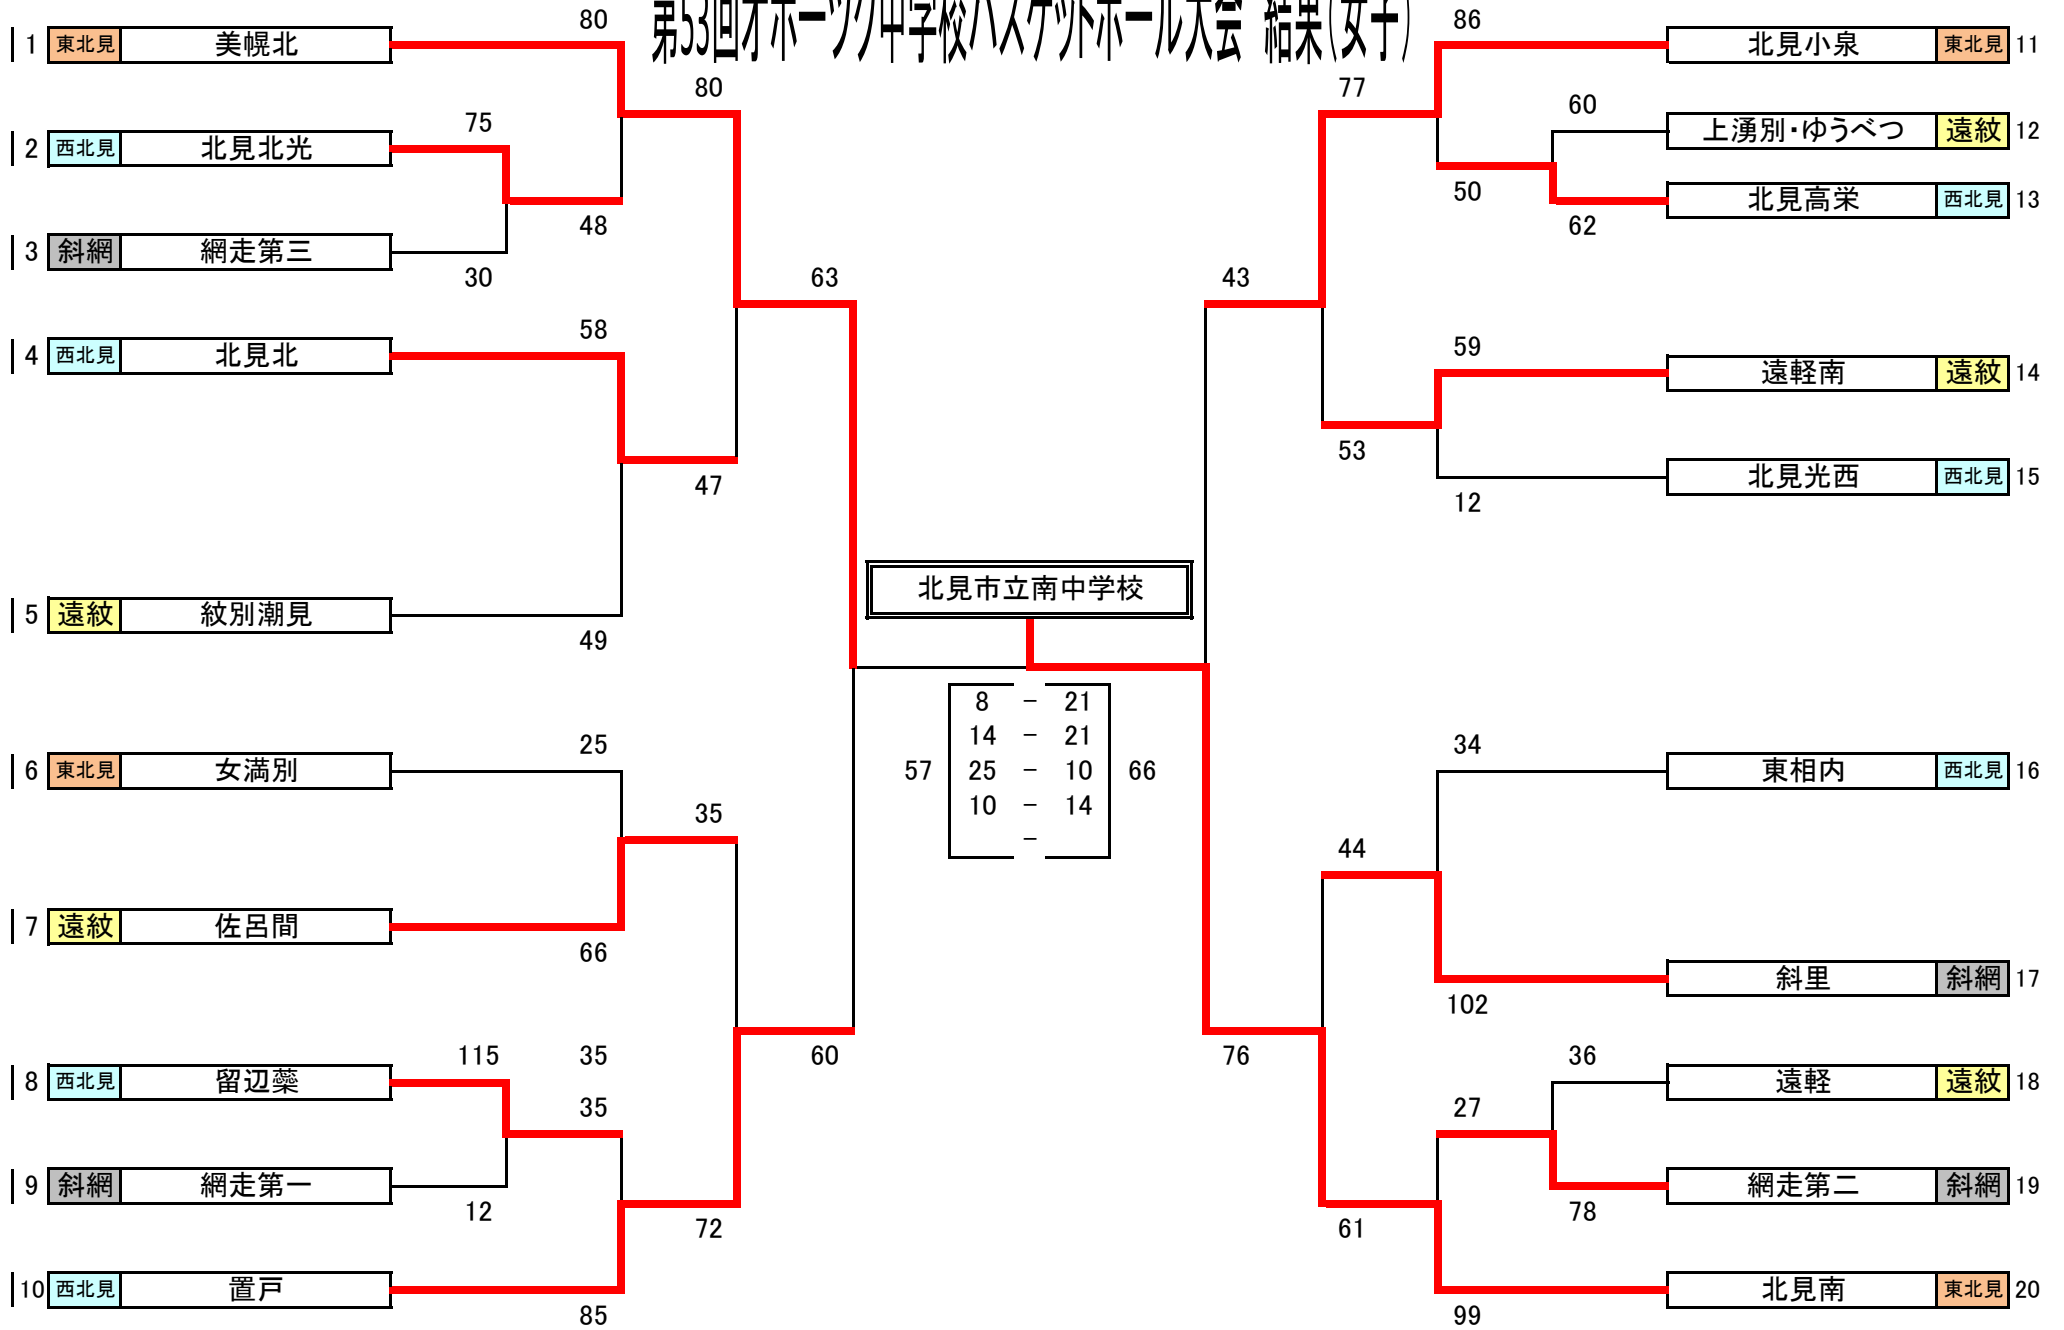 第53回オホーツク中学校バスケットボール大会 結果(女子)
1 東北見 美幌北 80
80
2 西北見 北見北光 75
48
3 斜網 網走第三 30
63
4 西北見 北見北 58
47
5 遠紋 紋別潮見 49
6 東北見 女満別 25
35
7 遠紋 佐呂間 66
60
8 西北見 留辺蘂 115 35
35
9 斜網 網走第一 12
72
10 西北見 置戸 85
北見市立南中学校
8 - 21
14 - 21
57 25 - 10 66
10 - 14
-
86 北見小泉 東北見 11
77
60 上湧別・ゆうべつ 遠紋 12
50
62 北見高栄 西北見 13
43
59 遠軽南 遠紋 14
53
12 北見光西 西北見 15
34 東相内 西北見 16
44
102 斜里 斜網 17
76
36 遠軽 遠紋 18
27
78 網走第二 斜網 19
61
99 北見南 東北見 20